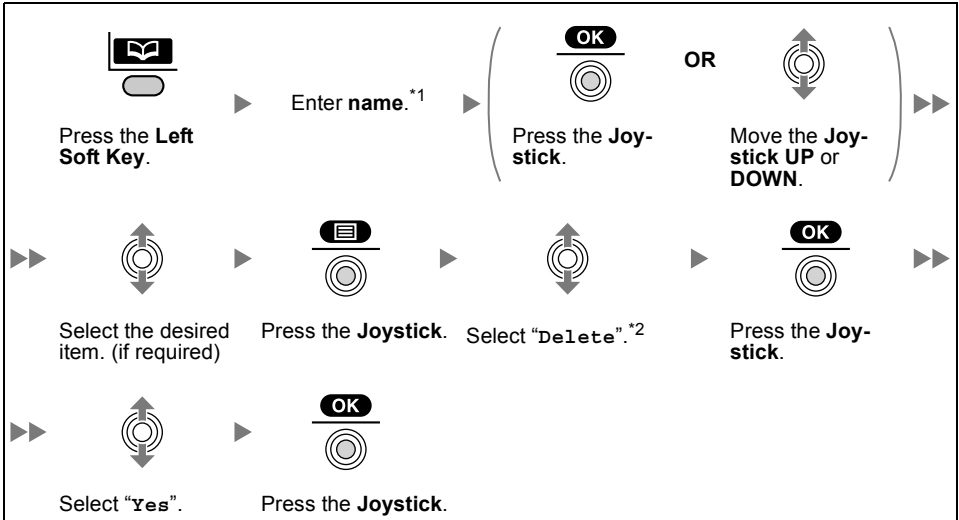 OK
OR
OK
Enter name.*1
Press the Left
Soft Key.
Press the Joy-
stick.
Move the Joy-
stick UP or
DOWN.
OK
Select the desired
item. (if required)
Press the Joystick.
Select “Delete”.*2
Press the Joy-
stick.
OK
Select “Yes”.
Press the Joystick.